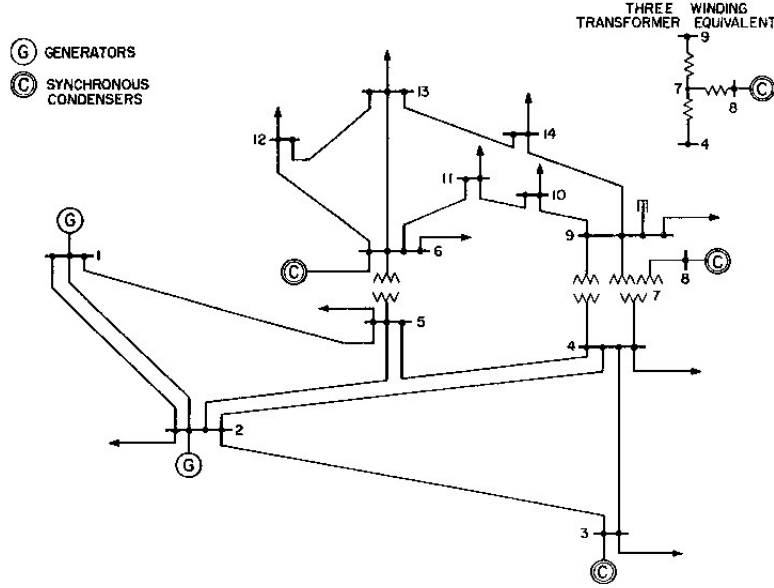 THREE WINDING
TRANSFORMER EQUIVALENT
9
7
C
8
4
G GENERATORS
C SYNCHRONOUS
CONDENSERS
13
12
14
11
10
G
1
6
9
C
8
C
7
5
4
2
G
3
C